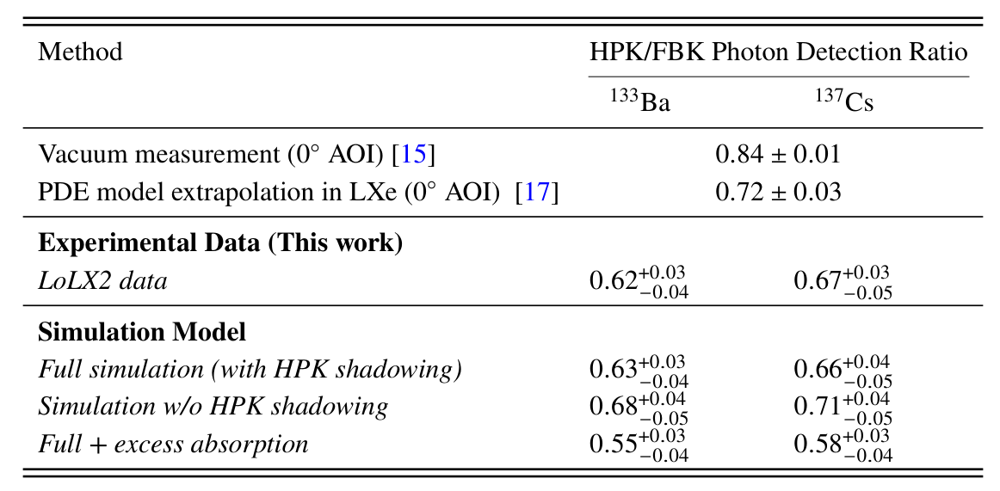 Method HPK/FBK Photon Detection Ratio
¹³³Ba ¹³⁷Cs
Vacuum measurement (0° AOI) [15] 0.84 ± 0.01
PDE model extrapolation in LXe (0° AOI) [17] 0.72 ± 0.03
Experimental Data (This work)
LoLX2 data 0.62+0.03−0.04 0.67+0.03−0.05
Simulation Model
Full simulation (with HPK shadowing) 0.63+0.03−0.04 0.66+0.04−0.05
Simulation w/o HPK shadowing 0.68+0.04−0.05 0.71+0.04−0.05
Full + excess absorption 0.55+0.03−0.04 0.58+0.03−0.04